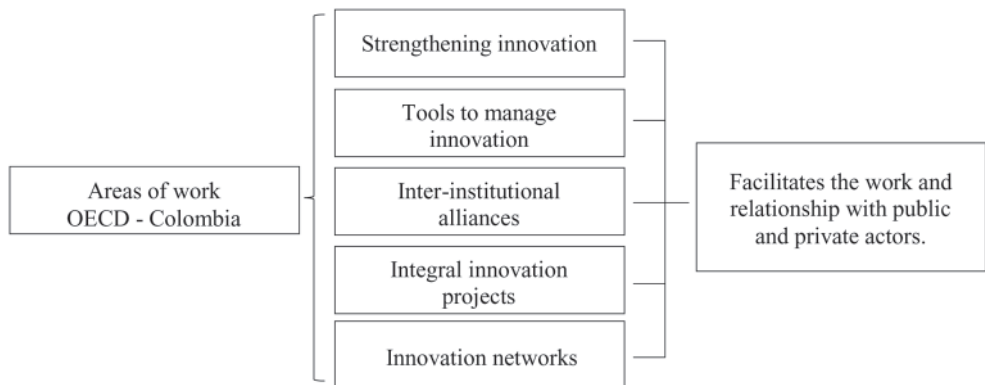 Strengthening innovation
Tools to manage
innovation
Areas of work
OECD - Colombia
Inter-institutional
alliances
Facilitates the work and
relationship with public
and private actors.
Integral innovation
projects
Innovation networks